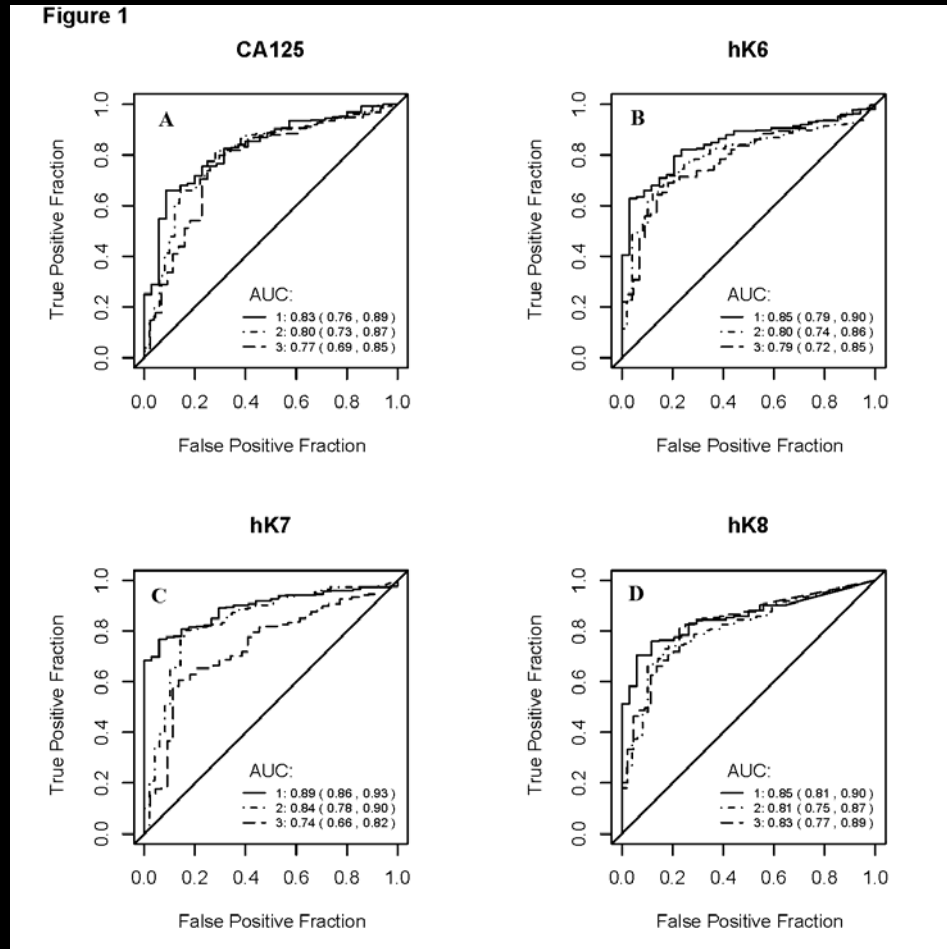 Figure 1
CA125
A
True Positive Fraction
0.0 0.2 0.4 0.6 0.8 1.0
AUC:
1: 0.83 ( 0.76 , 0.89 )
2: 0.80 ( 0.73 , 0.87 )
3: 0.77 ( 0.69 , 0.85 )
0.0 0.2 0.4 0.6 0.8 1.0
False Positive Fraction
hK6
B
True Positive Fraction
0.0 0.2 0.4 0.6 0.8 1.0
AUC:
1: 0.85 ( 0.79 , 0.90 )
2: 0.80 ( 0.74 , 0.86 )
3: 0.79 ( 0.72 , 0.85 )
0.0 0.2 0.4 0.6 0.8 1.0
False Positive Fraction
hK7
C
True Positive Fraction
0.0 0.2 0.4 0.6 0.8 1.0
AUC:
1: 0.89 ( 0.86 , 0.93 )
2: 0.84 ( 0.78 , 0.90 )
3: 0.74 ( 0.66 , 0.82 )
0.0 0.2 0.4 0.6 0.8 1.0
False Positive Fraction
hK8
D
True Positive Fraction
0.0 0.2 0.4 0.6 0.8 1.0
AUC:
1: 0.85 ( 0.81 , 0.90 )
2: 0.81 ( 0.75 , 0.87 )
3: 0.83 ( 0.77 , 0.89 )
0.0 0.2 0.4 0.6 0.8 1.0
False Positive Fraction